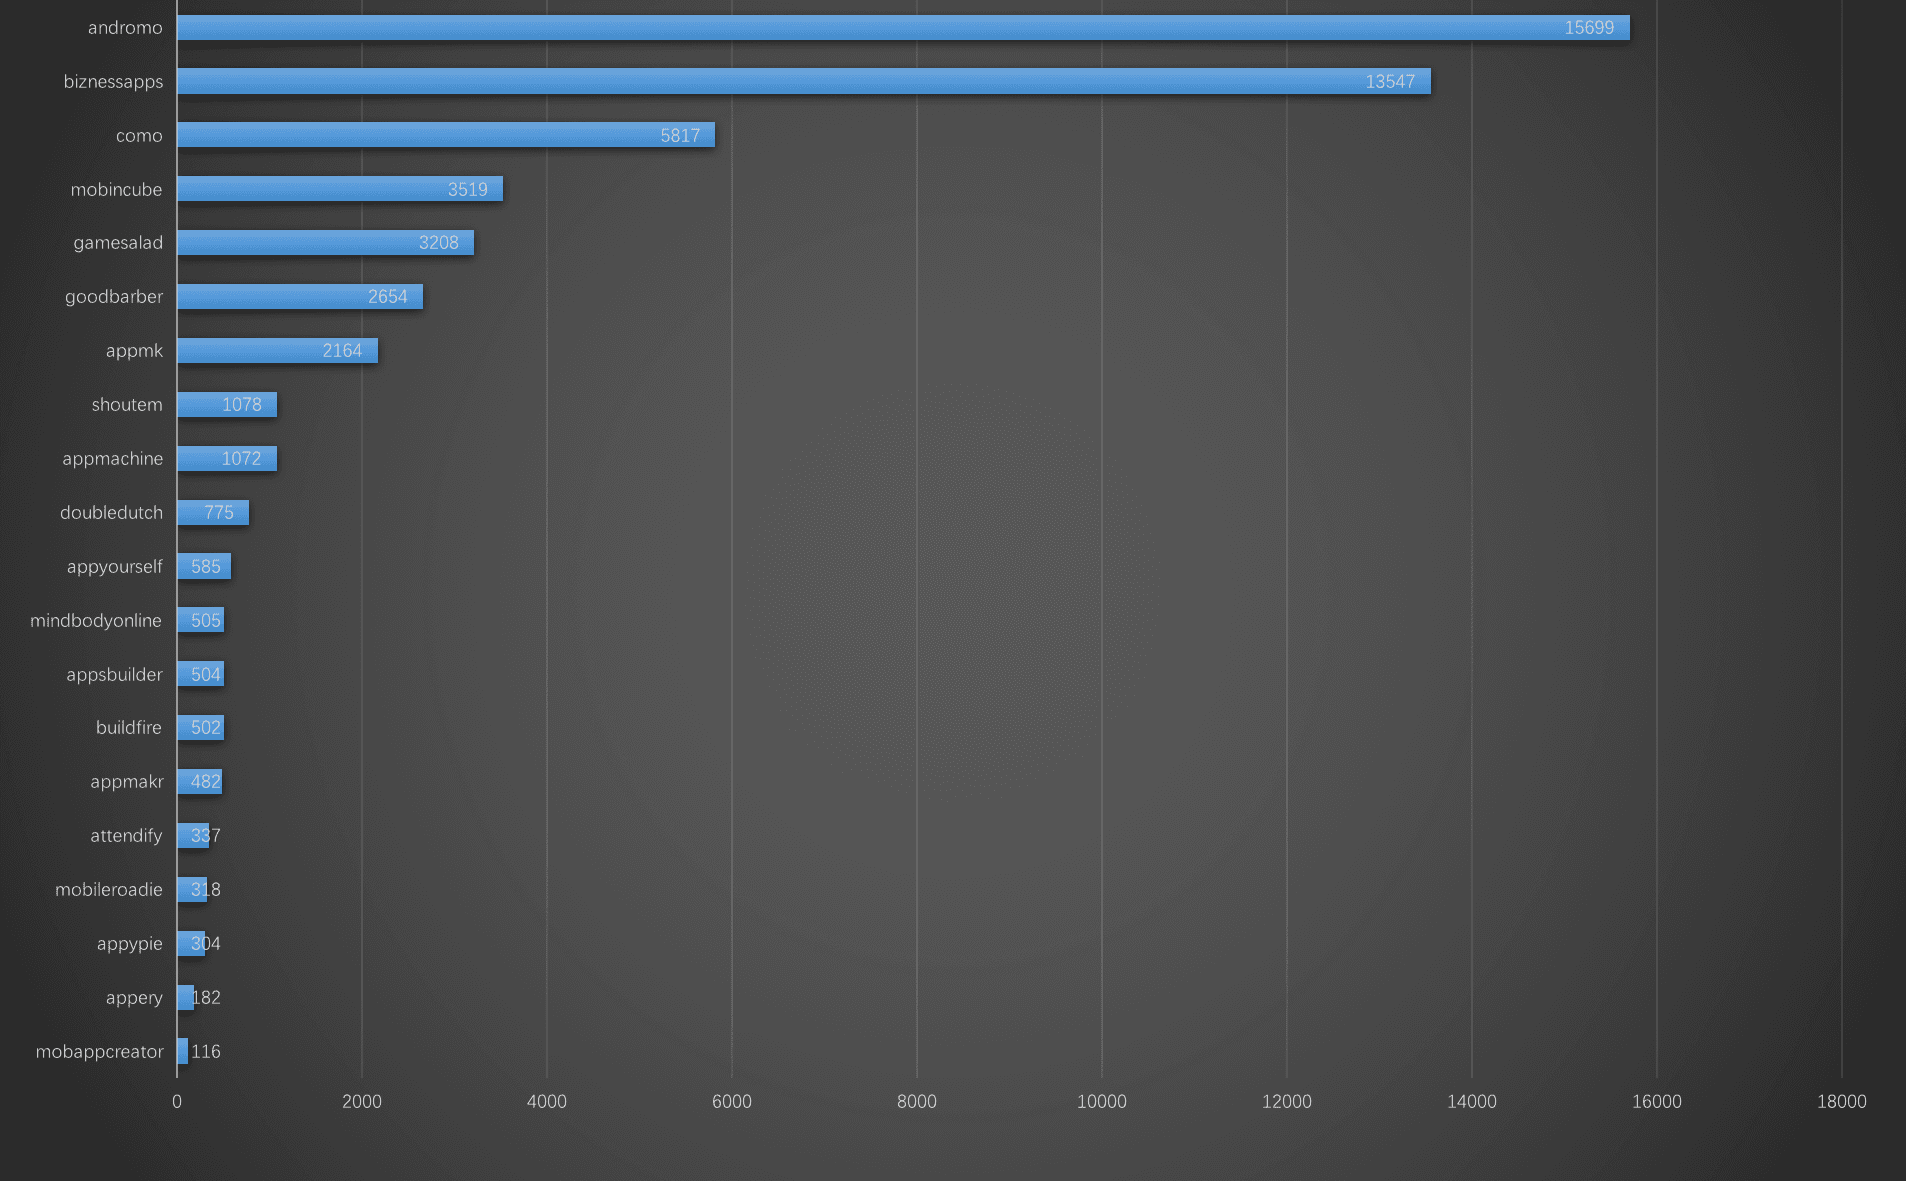 andromo 15699
biznessapps 13547
como 5817
mobincube 3519
gamesalad 3208
goodbarber 2654
appmk 2164
shoutem 1078
appmachine 1072
doubledutch 775
appyourself 585
mindbodyonline 505
appsbuilder 504
buildfire 502
appmakr 482
attendify 337
mobileroadie 318
appypie 304
appery 182
mobappcreator 116
0 2000 4000 6000 8000 10000 12000 14000 16000 18000